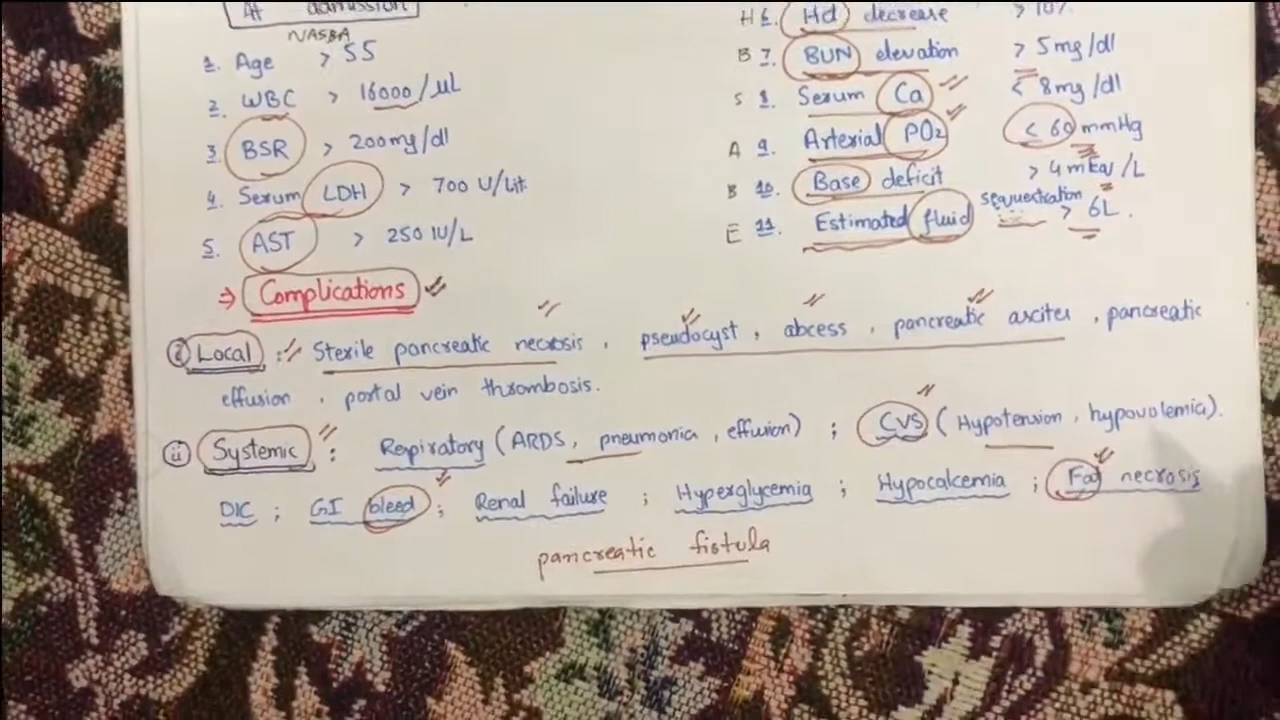 At admission
NASBA
1. Age > 55
2. WBC > 16000/μL
3. BSR > 200mg/dl
4. Serum LDH > 700 U/Lit
5. AST > 250 IU/L
H 6. Hct decrease > 10%
B 7. BUN elevation > 5mg/dl
S 8. Serum Ca < 8mg/dl
A 9. Arterial PO2 < 60 mmHg
B 10. Base deficit > 4 mEq/L
E 11. Estimated fluid sequestration > 6L.
⇒ Complications
i Local : Sterile pancreatic necrosis , pseudocyst , abcess , pancreatic ascites , pancreatic
effusion , portal vein thrombosis.
ii Systemic : Respiratory (ARDS, pneumonia , effusion) ; CVS (Hypotension , hypovolemia).
DIC ; GI bleed ; Renal failure ; Hyperglycemia ; Hypocalcemia ; Fat necrosis
pancreatic fistula